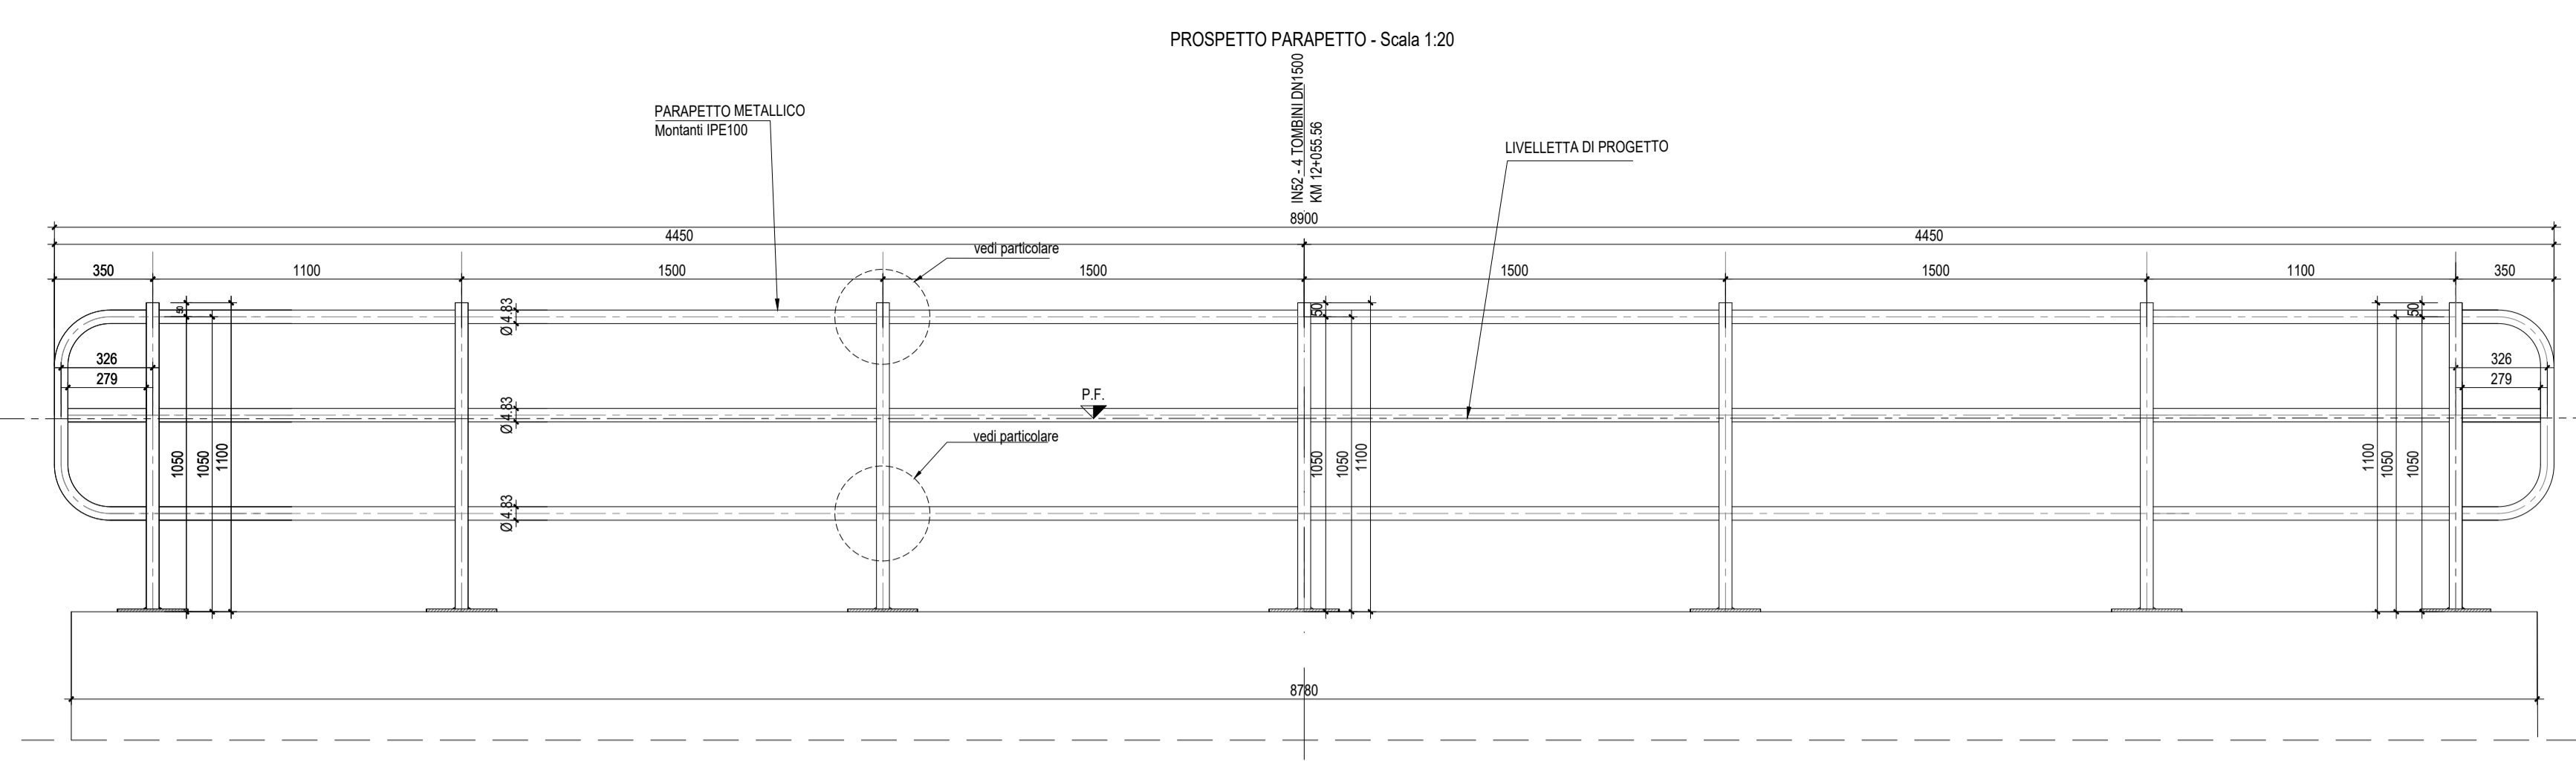 PROSPETTO PARAPETTO - Scala 1:20
IN52 - 4 TOMBINI DN1500
KM 12+055.56
PARAPETTO METALLICO
Montanti IPE100
LIVELLETTA DI PROGETTO
8900
4450
4450
vedi particolare
350
1100
1500
1500
1500
1500
1100
350
50
Ø 4.83
50
50
326
279
326
279
P.F.
Ø 4.83
vedi particolare
1050
1050
1100
1050
1050
1100
1100
1050
1050
Ø 4.83
8780